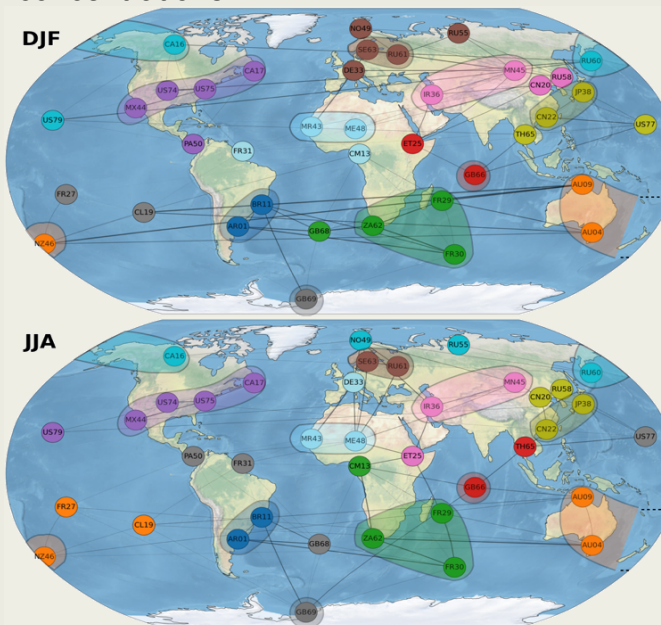 DJF
NO49
RU55
CA16
SE63
RU61
RU60
CA17
DE33
MN45
RU58
US74
US75
IR36
CN20
JP38
MX44
US79
MR43
ME48
CN22
US77
TH65
PA50
FR31
CM13
ET25
GB66
AU09
FR27
CL19
BR11
FR29
AR01
GB68
ZA62
AU04
NZ46
FR30
GB69
JJA
NO49
RU55
CA16
SE63
RU61
RU60
CA17
DE33
MN45
RU58
US74
US75
IR36
CN20
JP38
MX44
US79
MR43
ME48
CN22
US77
TH65
PA50
FR31
CM13
ET25
GB66
AU09
FR27
CL19
BR11
FR29
AR01
GB68
ZA62
AU04
NZ46
FR30
GB69